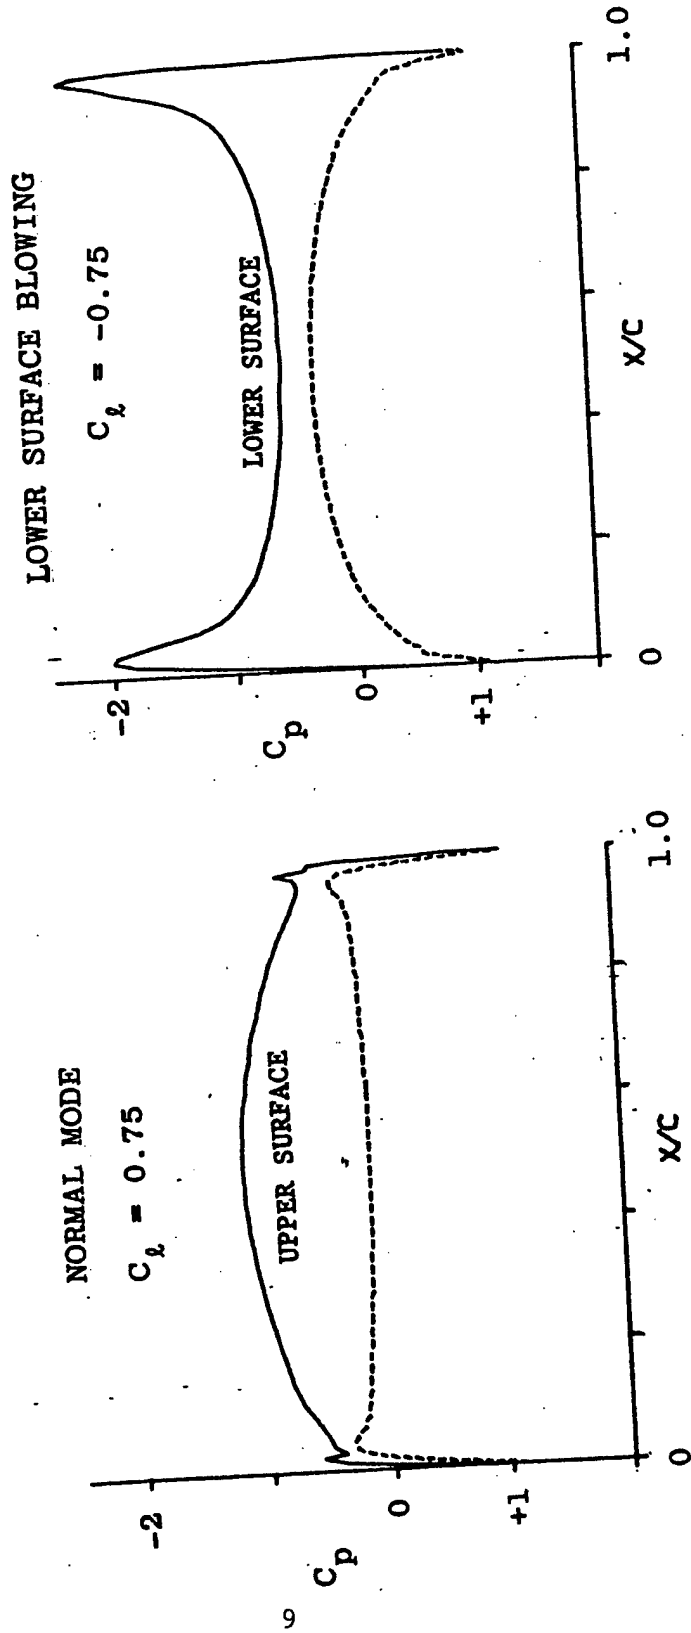 NORMAL MODE
C_ℓ = 0.75
UPPER SURFACE
-2
0
+1
C_p
0
1.0
X/C
LOWER SURFACE BLOWING
C_ℓ = -0.75
LOWER SURFACE
-2
0
+1
C_p
0
1.0
X/C
9